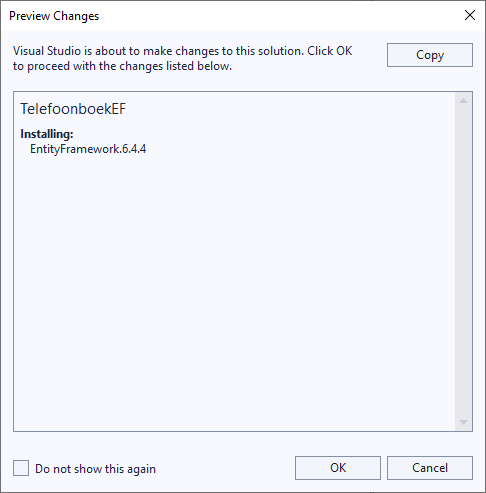 Preview Changes
Visual Studio is about to make changes to this solution. Click OK
to proceed with the changes listed below.
Copy
TelefoonboekEF
Installing:
EntityFramework.6.4.4
Do not show this again
OK
Cancel